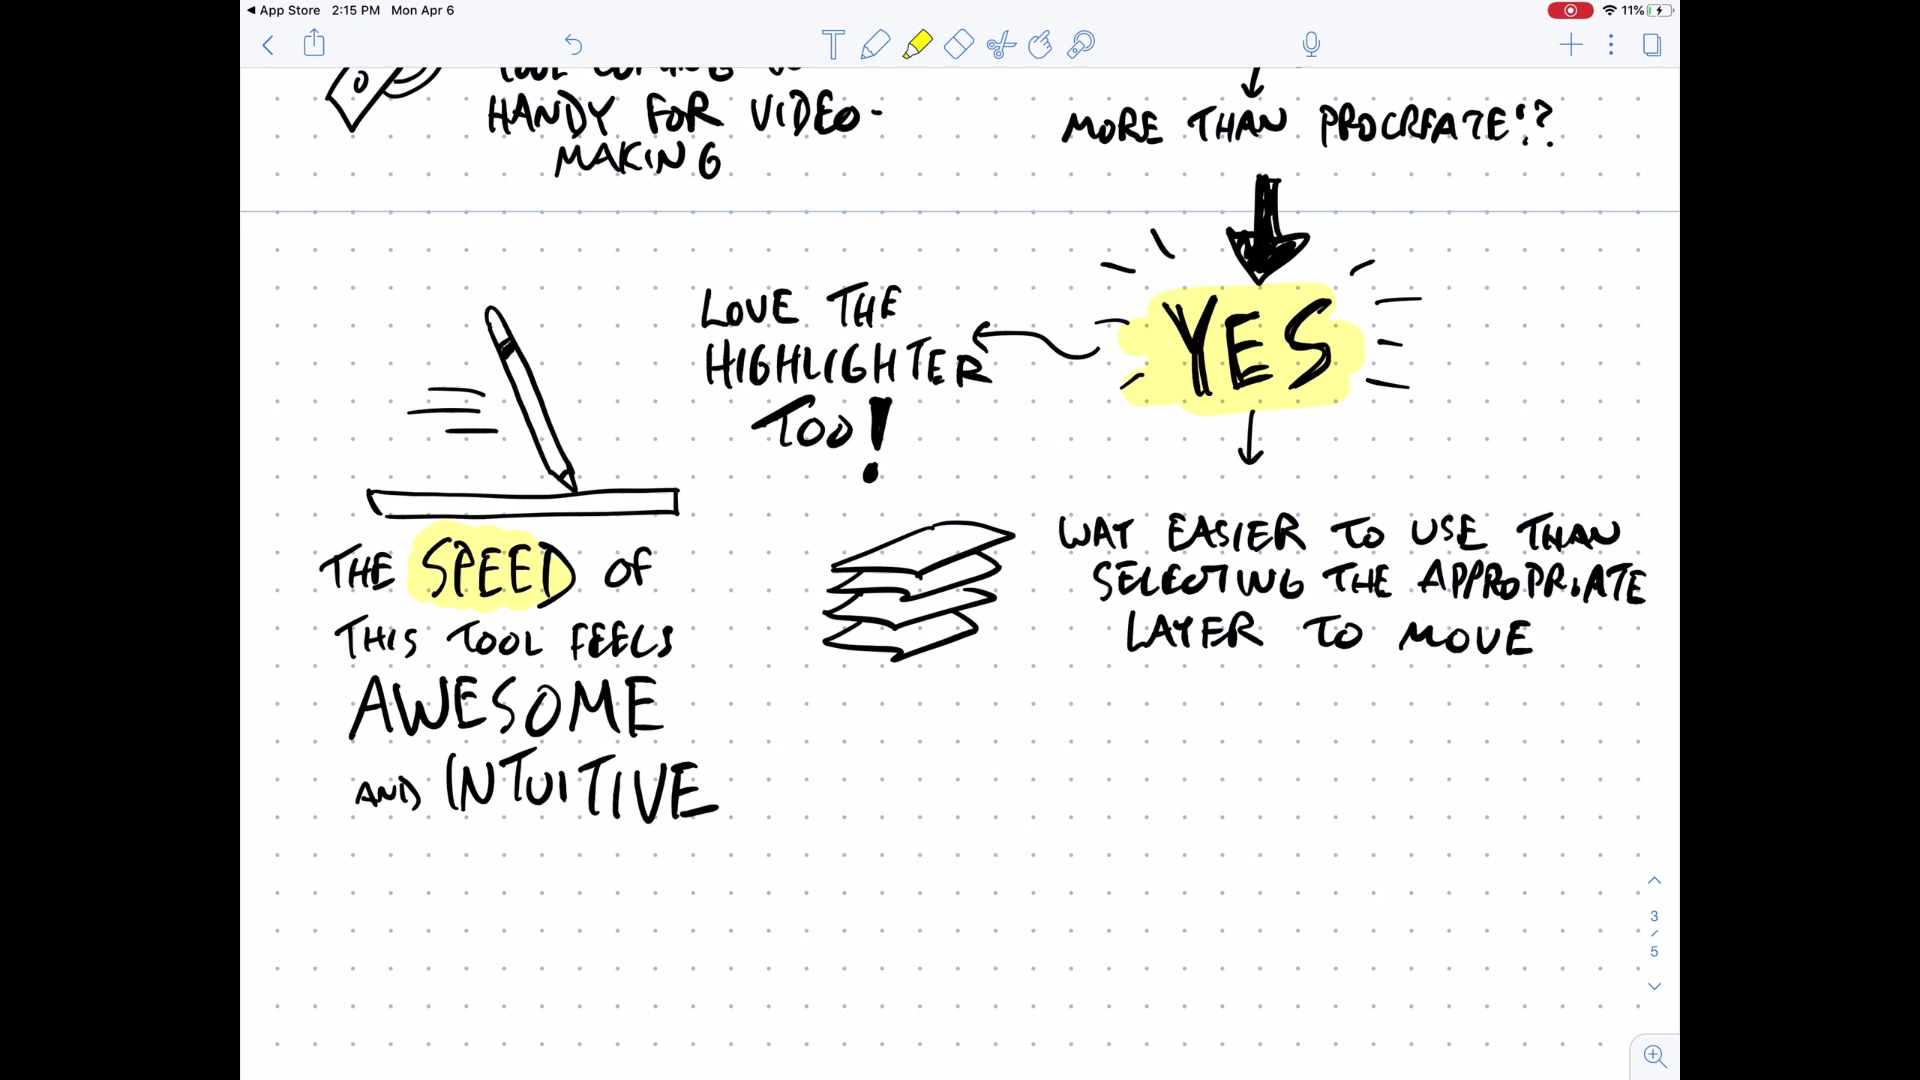 App Store 2:15 PM Mon Apr 6
11%
HANDY FOR VIDEO-
MAKING
MORE THAN PROCREATE!?
YES
LOVE THE
HIGHLIGHTER
TOO!
WAY EASIER TO USE THAN
SELECTING THE APPROPRIATE
LAYER TO MOVE
THE SPEED OF
THIS TOOL FEELS
AWESOME
AND INTUITIVE
3
/
5